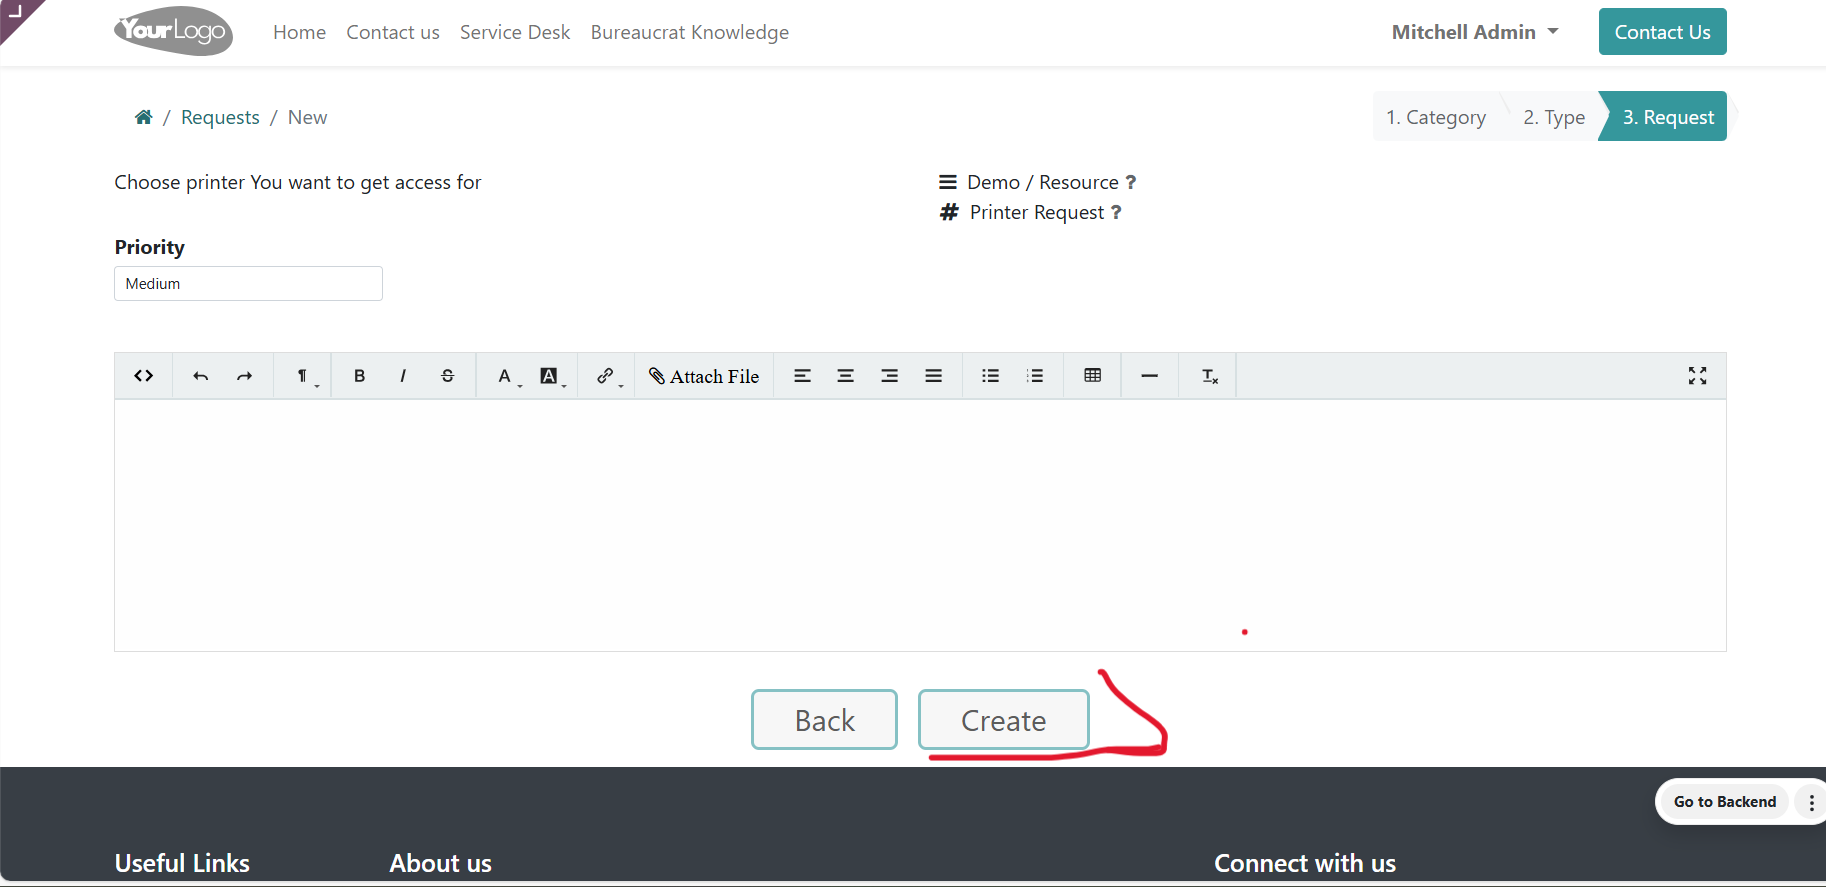 YourLogo Home Contact us Service Desk Bureaucrat Knowledge Mitchell Admin Contact Us
/ Requests / New 1. Category 2. Type 3. Request
Choose printer You want to get access for
Demo / Resource ?
# Printer Request ?
Priority
Medium
Attach File
Back Create
Go to Backend
Useful Links About us Connect with us